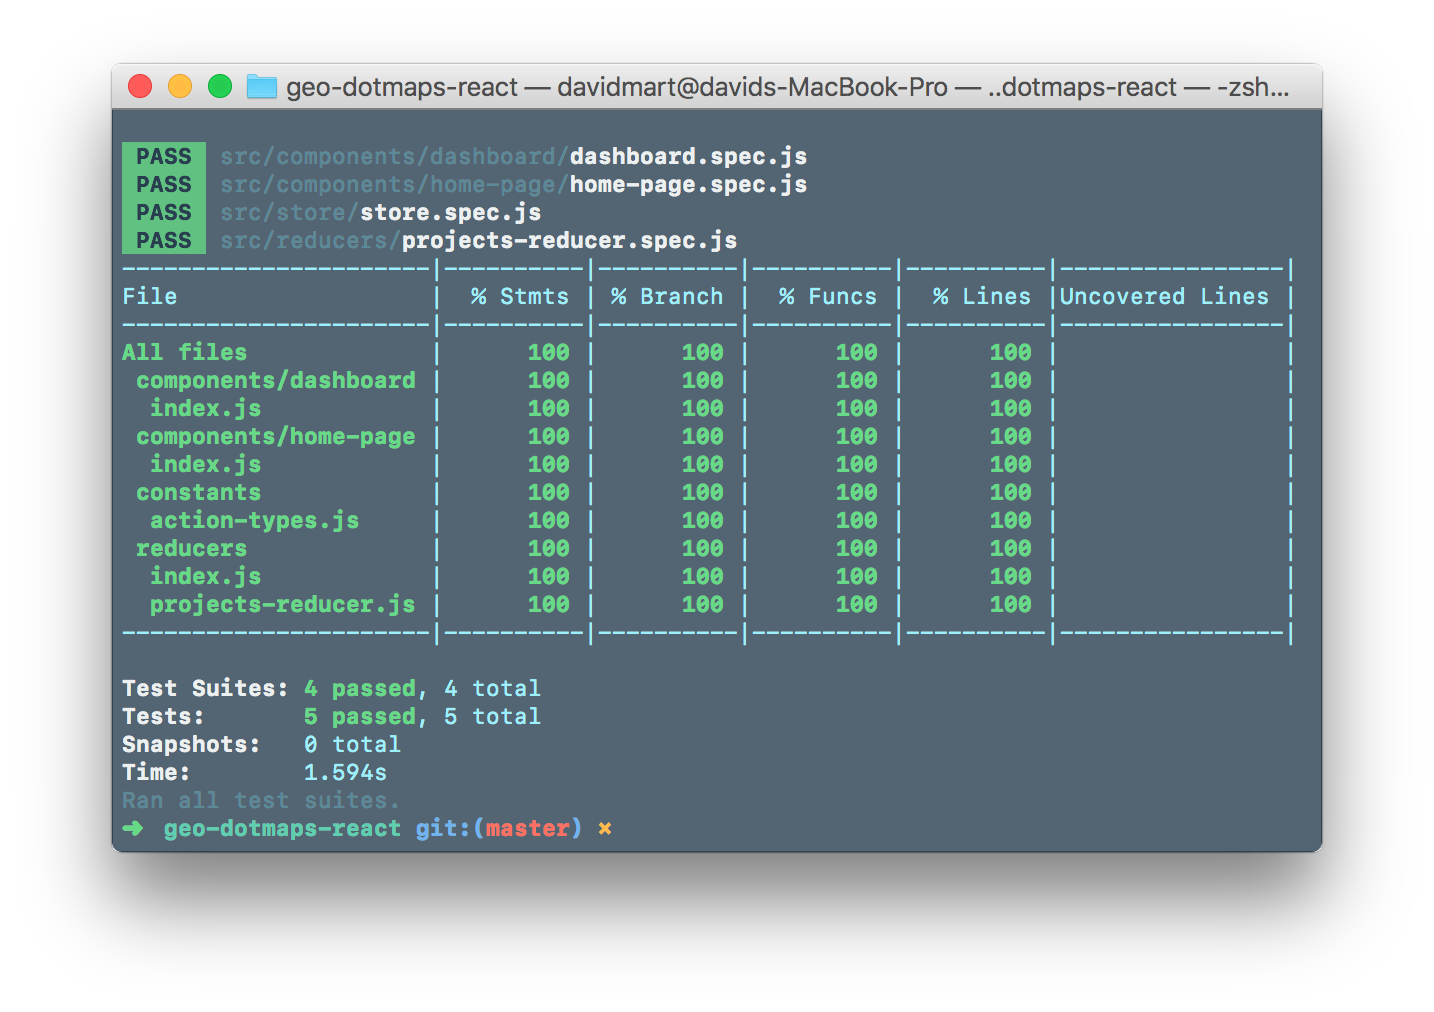 geo-dotmaps-react — davidmart@davids-MacBook-Pro — ..dotmaps-react — -zsh...
PASS src/components/dashboard/dashboard.spec.js
PASS src/components/home-page/home-page.spec.js
PASS src/store/store.spec.js
PASS src/reducers/projects-reducer.spec.js
----------------------|----------|----------|----------|----------|----------------|
File                  |  % Stmts | % Branch |  % Funcs |  % Lines |Uncovered Lines |
----------------------|----------|----------|----------|----------|----------------|
All files             |      100 |      100 |      100 |      100 |                |
 components/dashboard |      100 |      100 |      100 |      100 |                |
  index.js            |      100 |      100 |      100 |      100 |                |
 components/home-page |      100 |      100 |      100 |      100 |                |
  index.js            |      100 |      100 |      100 |      100 |                |
 constants            |      100 |      100 |      100 |      100 |                |
  action-types.js     |      100 |      100 |      100 |      100 |                |
 reducers             |      100 |      100 |      100 |      100 |                |
  index.js            |      100 |      100 |      100 |      100 |                |
  projects-reducer.js |      100 |      100 |      100 |      100 |                |
----------------------|----------|----------|----------|----------|----------------|
Test Suites: 4 passed, 4 total
Tests:       5 passed, 5 total
Snapshots:   0 total
Time:        1.594s
Ran all test suites.
➜  geo-dotmaps-react git:(master) ✗